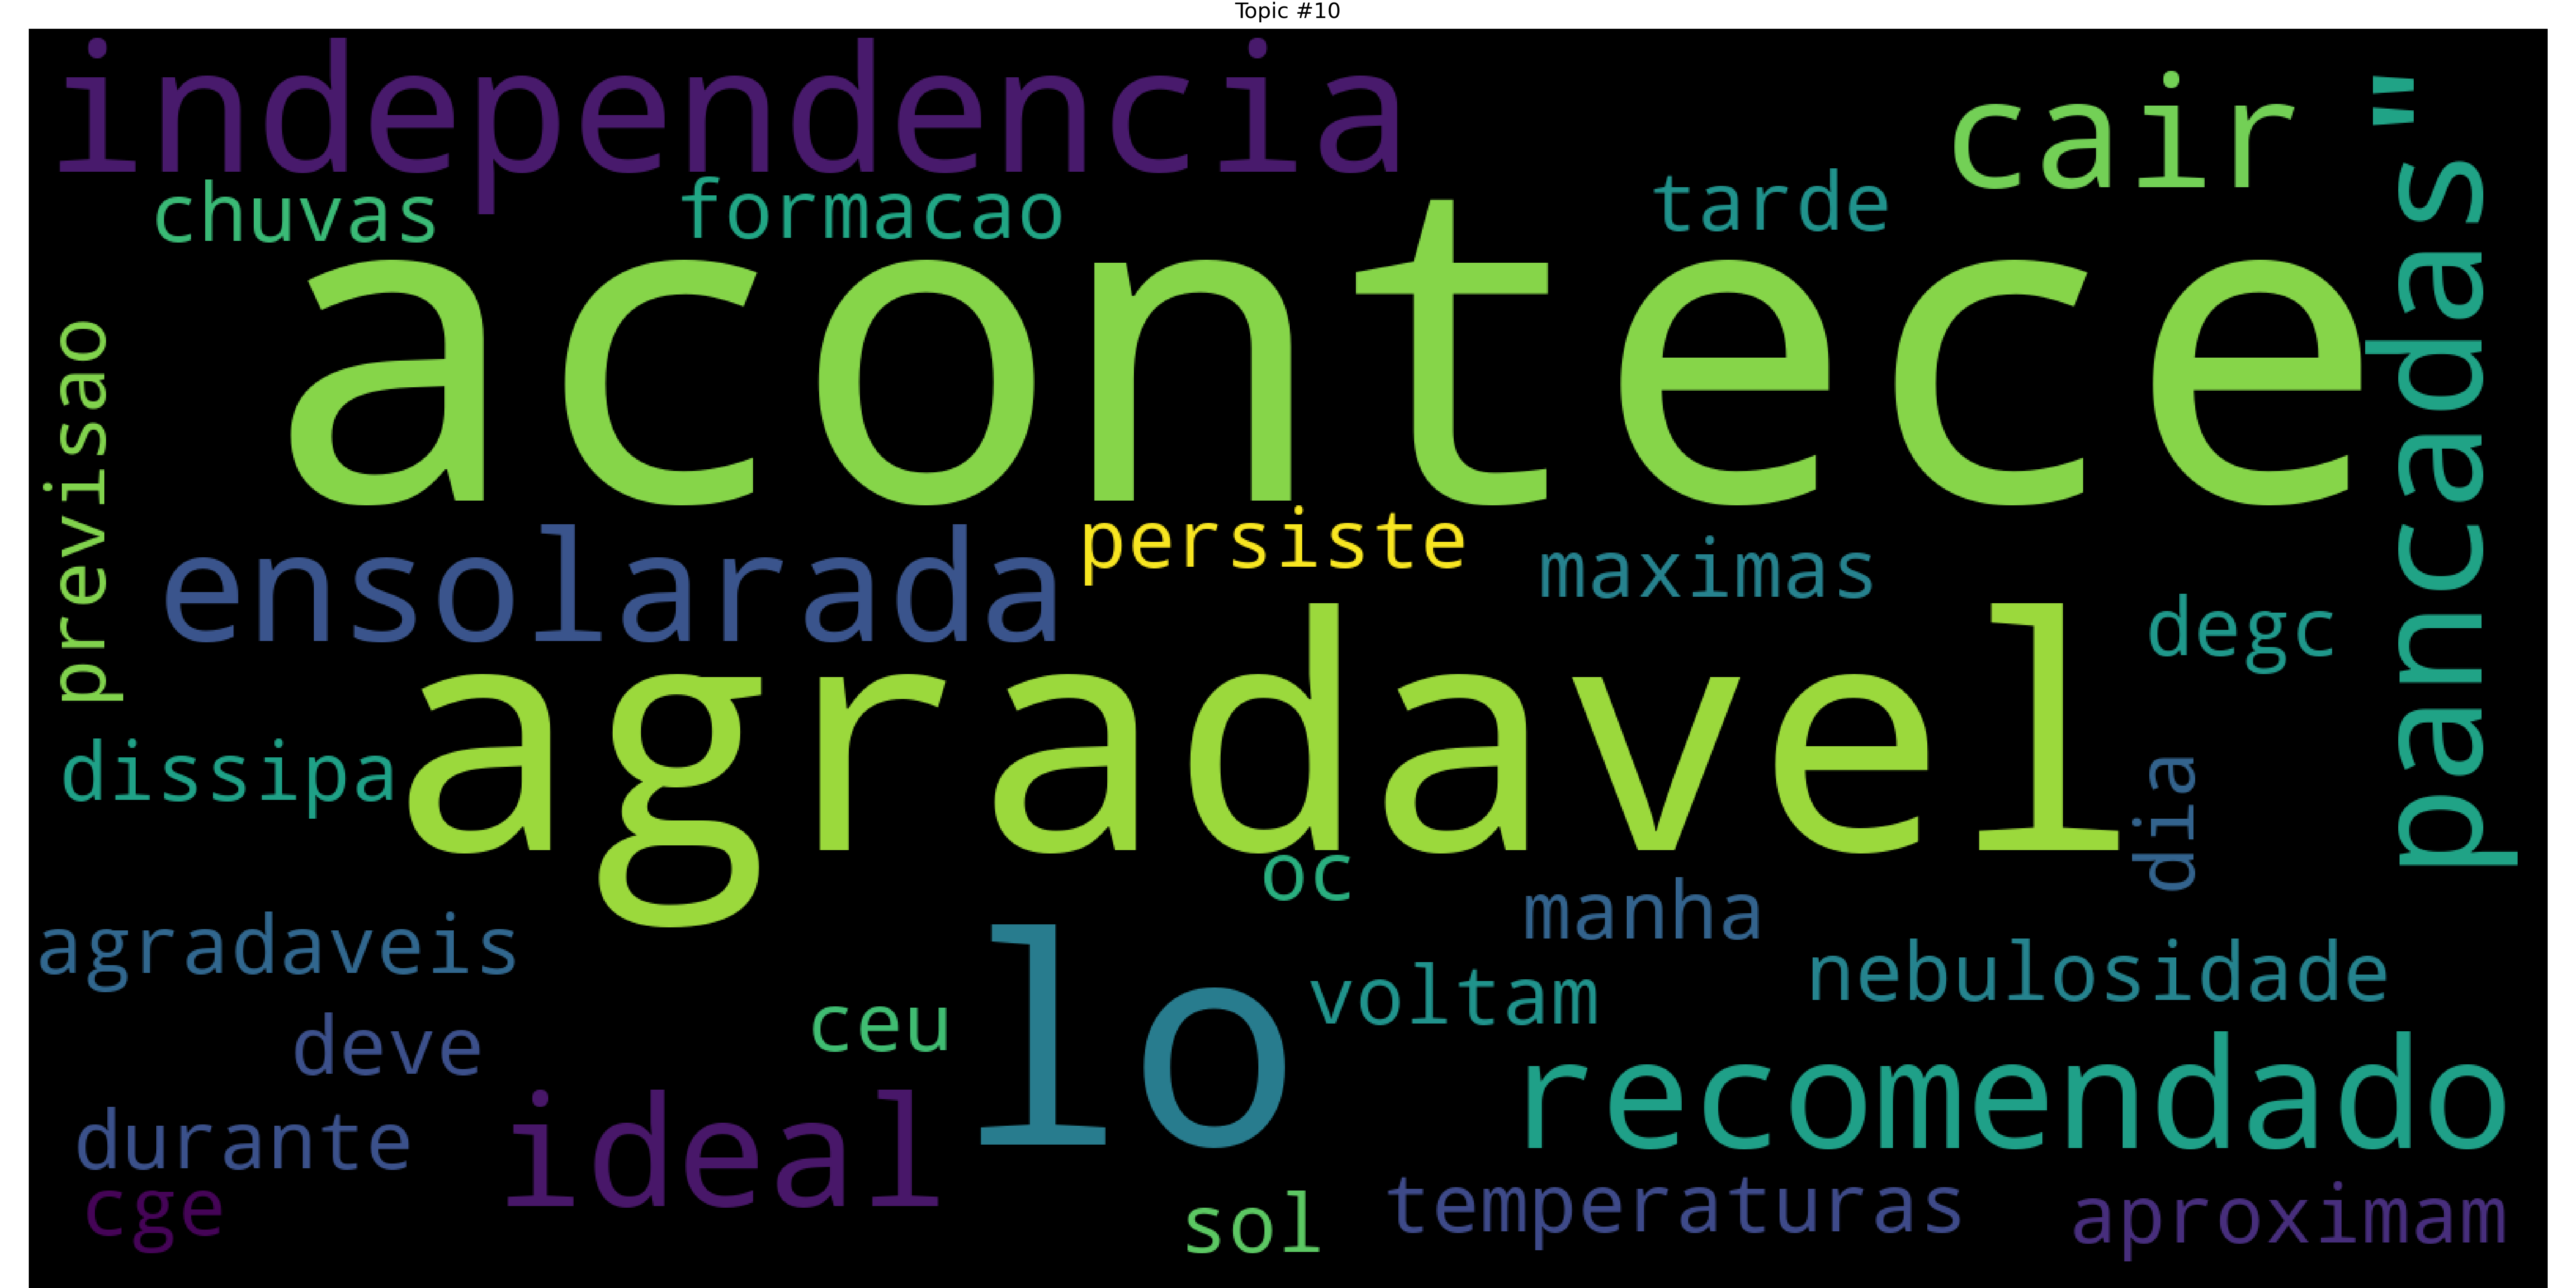 Topic #10
independencia
cair
pancadas"
chuvas
formacao
tarde
acontece
previsao
persiste
ensolarada
maximas
degc
agradavel
dissipa
dia
oc
manha
agradaveis
nebulosidade
voltam
lo
ceu
deve
recomendado
durante
ideal
cge
sol
temperaturas
aproximam